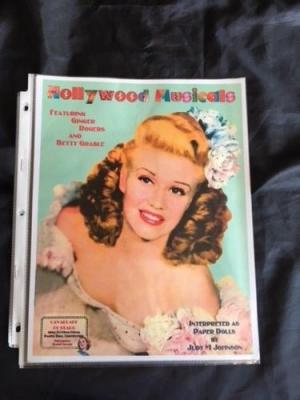 Hollywood Musicals
Featuring
Ginger
Rogers
and
Betty Grable
Interpreted as
Paper Dolls
by
Judy M Johnson